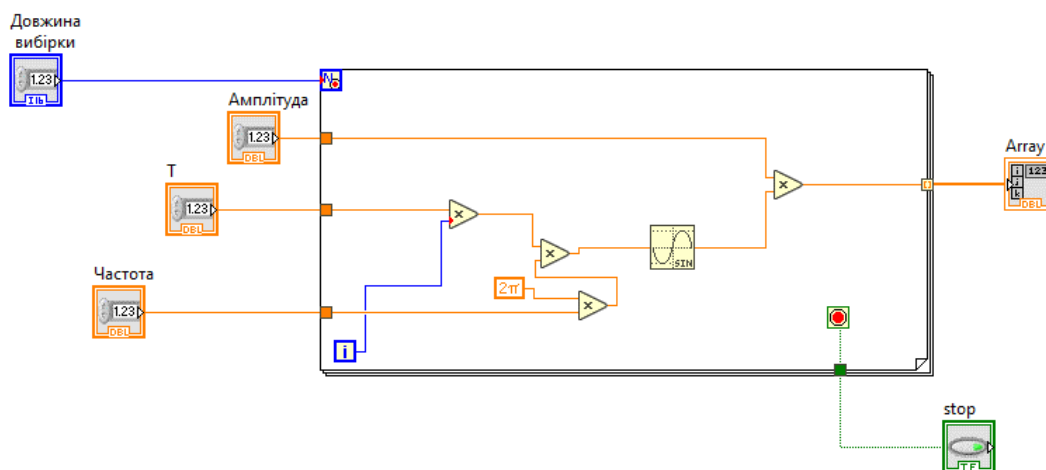 Довжина
вибірки
1.23
I16
N
Амплітуда
1.23
DBL
T
1.23
DBL
Частота
1.23
DBL
i
2π
SIN
Array
i
j
k
123
DBL
stop
TF